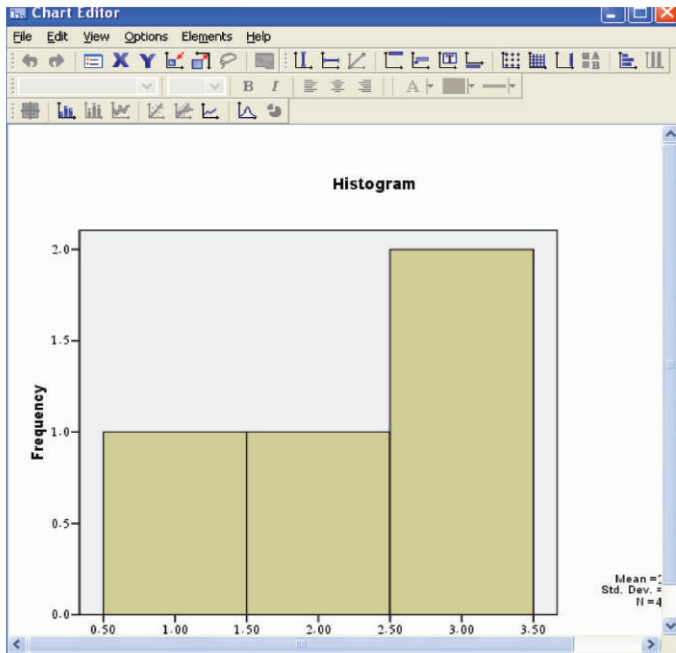 Chart Editor
File Edit View Options Elements Help
X Y
B I A
A
B
Histogram
2.0
1.5
Frequency
1.0
0.5
0.0
0.50 1.00 1.50 2.00 2.50 3.00 3.50
Mean =
Std. Dev. =
N =4